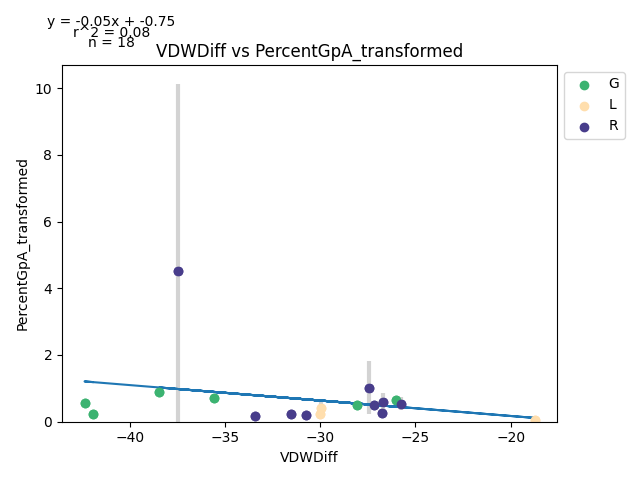 y = -0.05x + -0.75
r^2 = 0.08
n = 18
VDWDiff vs PercentGpA_transformed
G
L
R
PercentGpA_transformed
10
8
6
4
2
0
−40 −35 −30 −25 −20
VDWDiff